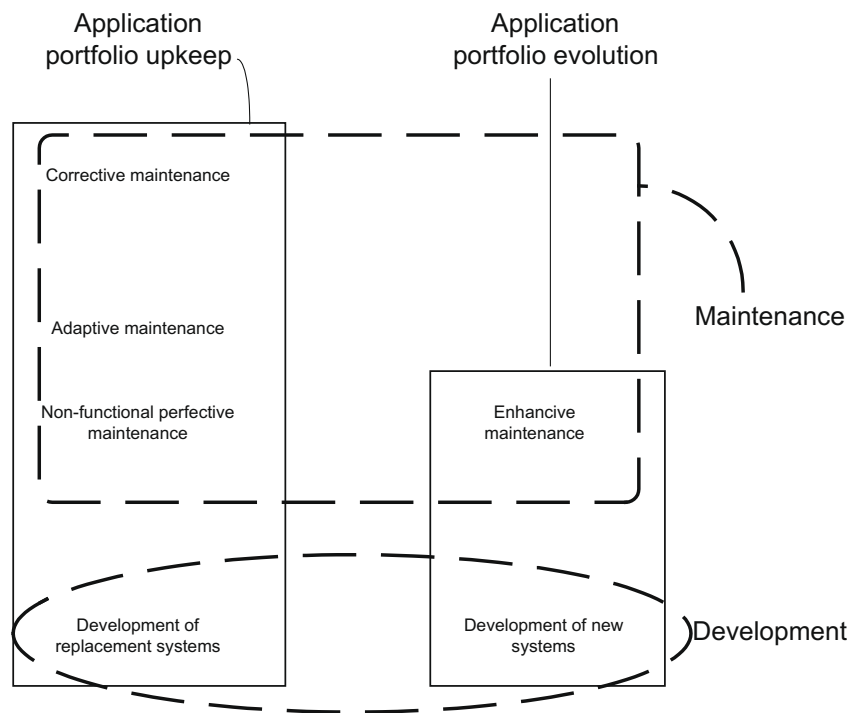 Application
portfolio upkeep
Application
portfolio evolution
Corrective maintenance
Adaptive maintenance
Maintenance
Non-functional perfective
maintenance
Enhancive
maintenance
Development of
replacement systems
Development of new
systems
Development